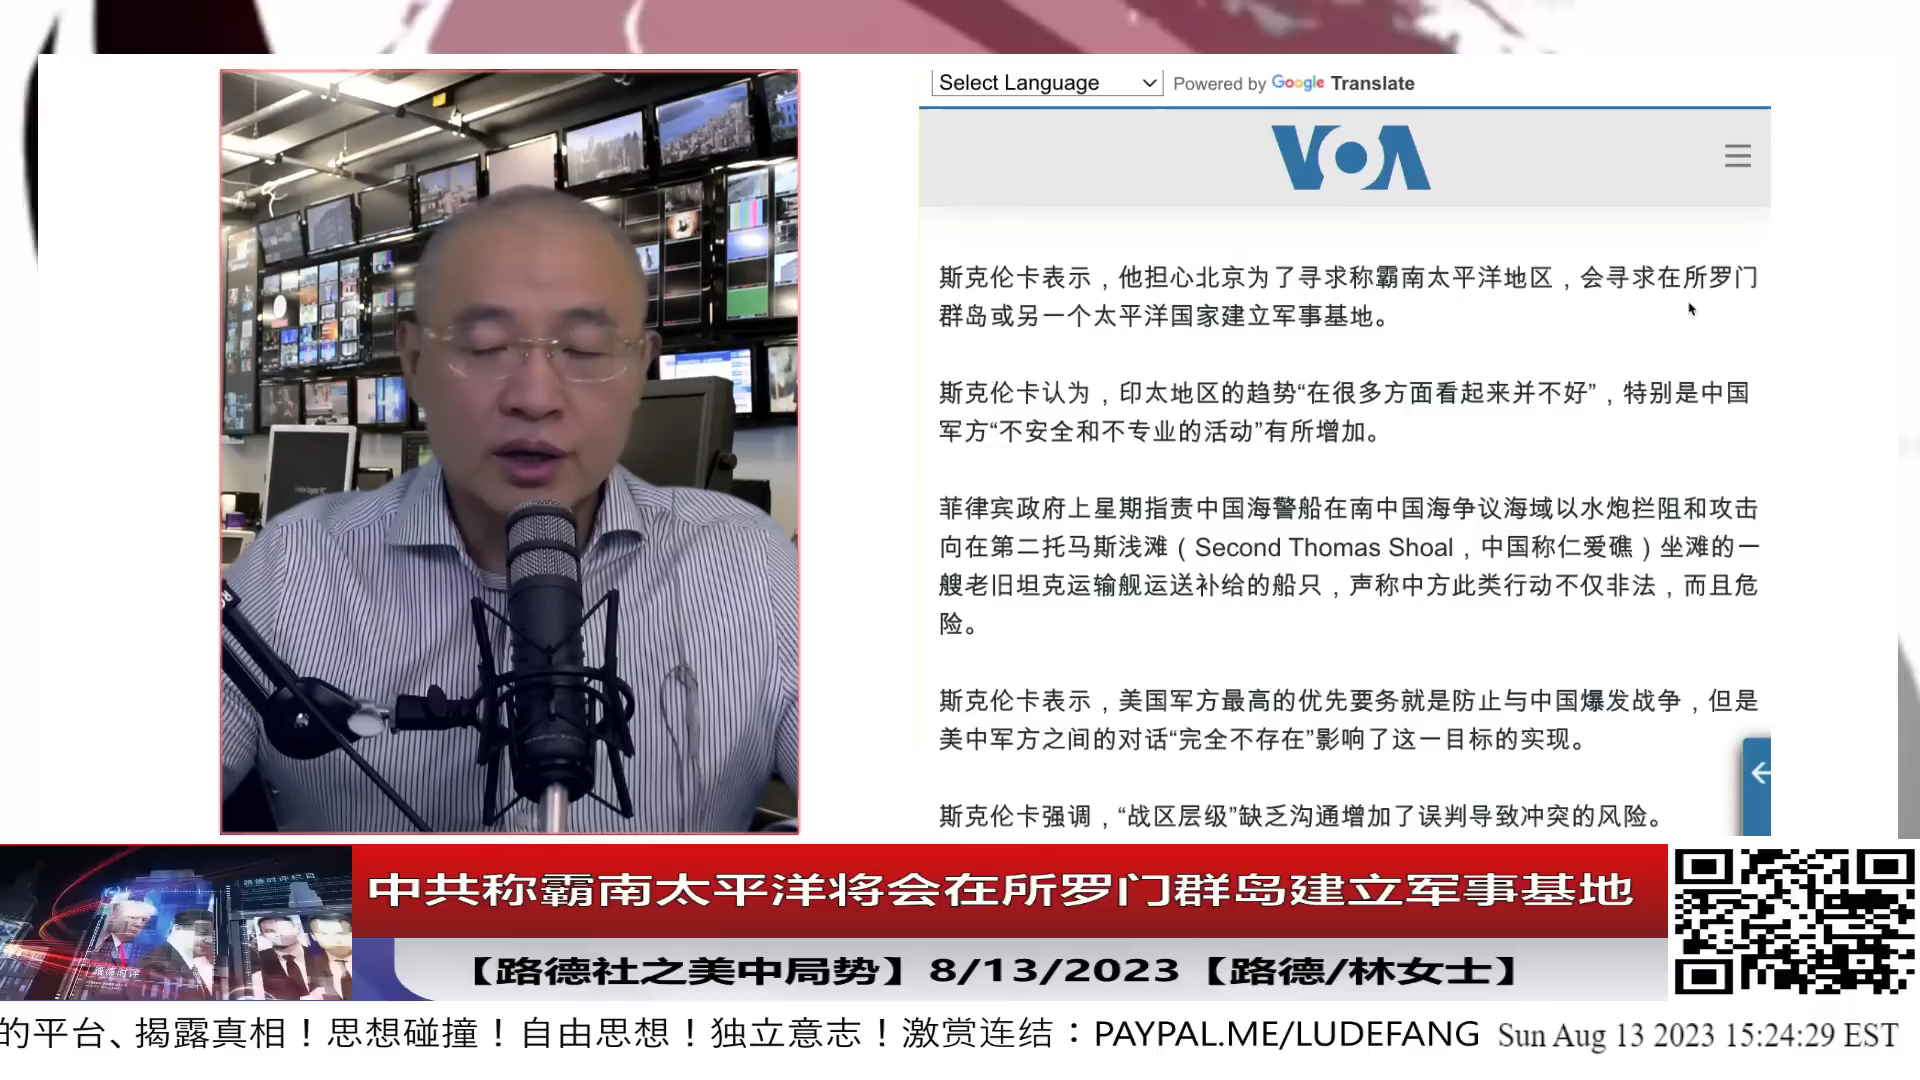 Select Language
Powered by Google Translate
VOA
斯克伦卡表示，他担心北京为了寻求称霸南太平洋地区，会寻求在所罗门
群岛或另一个太平洋国家建立军事基地。
斯克伦卡认为，印太地区的趋势“在很多方面看起来并不好”，特别是中国
军方“不安全和不专业的活动”有所增加。
菲律宾政府上星期指责中国海警船在南中国海争议海域以水炮拦阻和攻击
向在第二托马斯浅滩（Second Thomas Shoal，中国称仁爱礁）坐滩的一
艘老旧坦克运输舰运送补给的船只，声称中方此类行动不仅非法，而且危
险。
斯克伦卡表示，美国军方最高的优先要务就是防止与中国爆发战争，但是
美中军方之间的对话“完全不存在”影响了这一目标的实现。
斯克伦卡强调，“战区层级”缺乏沟通增加了误判导致冲突的风险。
中共称霸南太平洋将会在所罗门群岛建立军事基地
【路德社之美中局势】8/13/2023【路德/林女士】
路德时评
的平台、揭露真相！思想碰撞！自由思想！独立意志！激赏连结：PAYPAL.ME/LUDEFANG
Sun Aug 13 2023 15:24:29 EST